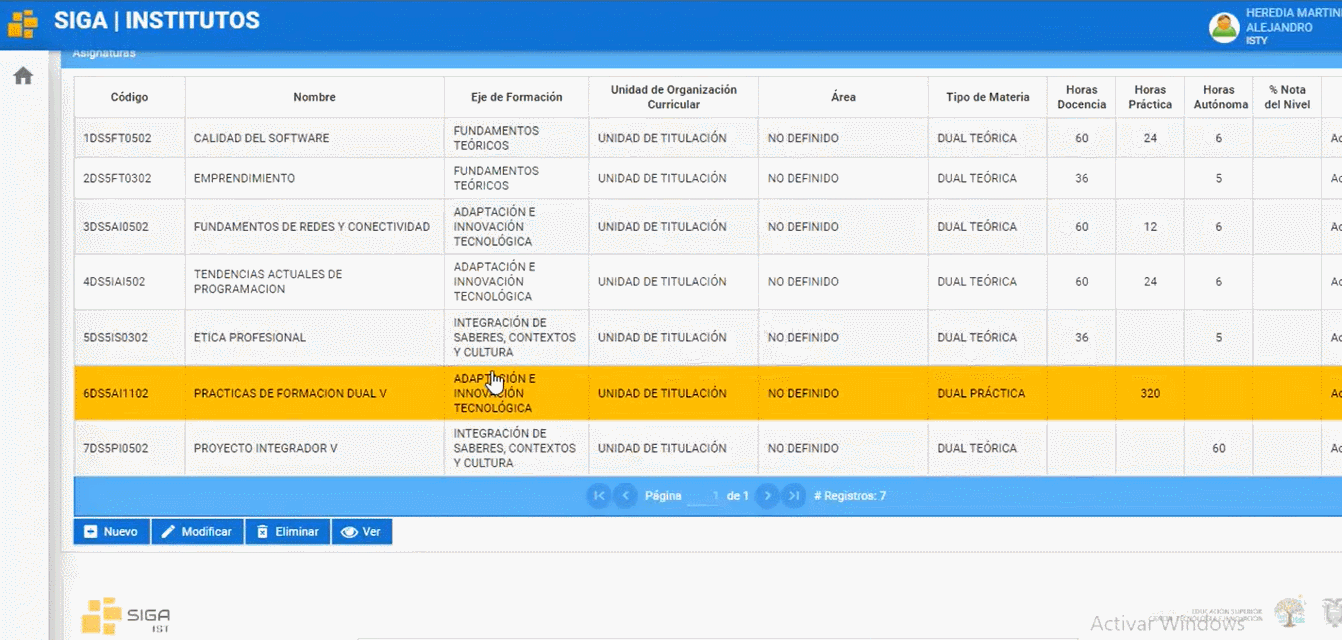 SIGA | INSTITUTOS
HEREDIA MARTIN
ALEJANDRO
ISTY
Asignaturas
Código Nombre Eje de Formación Unidad de Organización Curricular Área Tipo de Materia Horas Docencia Horas Práctica Horas Autónoma % Nota del Nivel
1DS5FT0502 CALIDAD DEL SOFTWARE FUNDAMENTOS TEÓRICOS UNIDAD DE TITULACIÓN NO DEFINIDO DUAL TEÓRICA 60 24 6 Ac
2DS5FT0302 EMPRENDIMIENTO FUNDAMENTOS TEÓRICOS UNIDAD DE TITULACIÓN NO DEFINIDO DUAL TEÓRICA 36 5 Ac
3DS5AI0502 FUNDAMENTOS DE REDES Y CONECTIVIDAD ADAPTACIÓN E INNOVACIÓN TECNOLÓGICA UNIDAD DE TITULACIÓN NO DEFINIDO DUAL TEÓRICA 60 12 6 Ac
4DS5IAI502 TENDENCIAS ACTUALES DE PROGRAMACION ADAPTACIÓN E INNOVACIÓN TECNOLÓGICA UNIDAD DE TITULACIÓN NO DEFINIDO DUAL TEÓRICA 60 24 6 Ac
5DS5IS0302 ETICA PROFESIONAL INTEGRACIÓN DE SABERES, CONTEXTOS Y CULTURA UNIDAD DE TITULACIÓN NO DEFINIDO DUAL TEÓRICA 36 5 Ac
6DS5AI1102 PRACTICAS DE FORMACION DUAL V ADAPTACIÓN E INNOVACIÓN TECNOLÓGICA UNIDAD DE TITULACIÓN NO DEFINIDO DUAL PRÁCTICA 320 Ac
7DS5PI0502 PROYECTO INTEGRADOR V INTEGRACIÓN DE SABERES, CONTEXTOS Y CULTURA UNIDAD DE TITULACIÓN NO DEFINIDO DUAL TEÓRICA 60 Ac
Página 1 de 1 # Registros: 7
Nuevo Modificar Eliminar Ver
SIGA
IST
Activar Windows